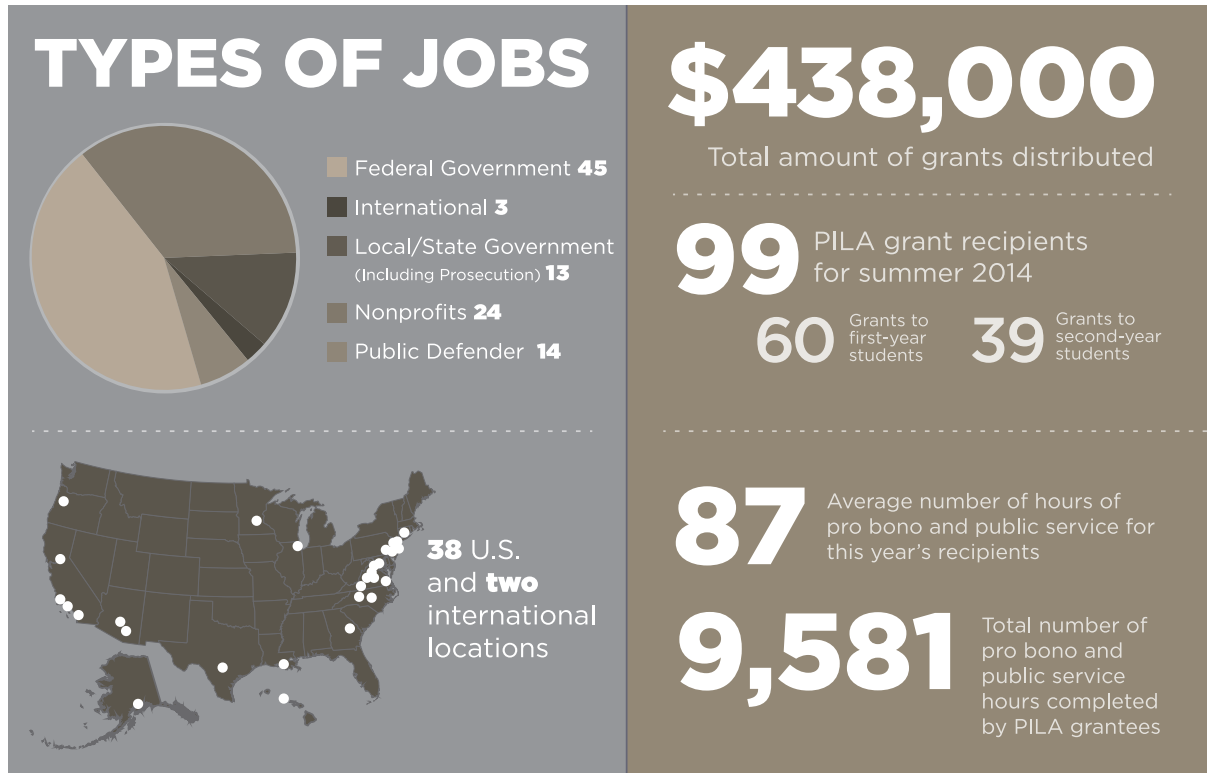 TYPES OF JOBS
Federal Government 45
International 3
Local/State Government
(Including Prosecution) 13
Nonprofits 24
Public Defender 14
38 U.S.
and two
international
locations
$438,000
Total amount of grants distributed
99
PILA grant recipients
for summer 2014
60
Grants to
first-year
students
39
Grants to
second-year
students
87
Average number of hours of
pro bono and public service for
this year's recipients
9,581
Total number of
pro bono and
public service
hours completed
by PILA grantees